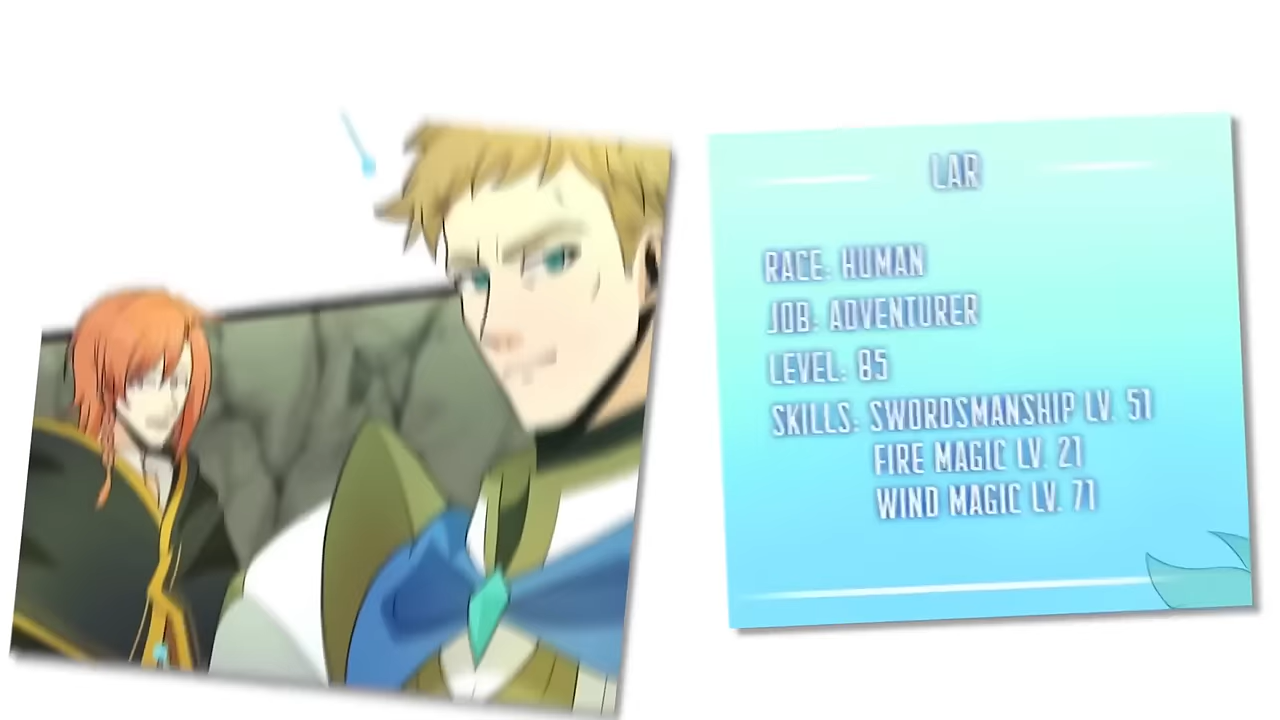 LAR
RACE: HUMAN
JOB: ADVENTURER
LEVEL: 85
SKILLS: SWORDSMANSHIP LV. 51
FIRE MAGIC LV. 21
WIND MAGIC LV. 71